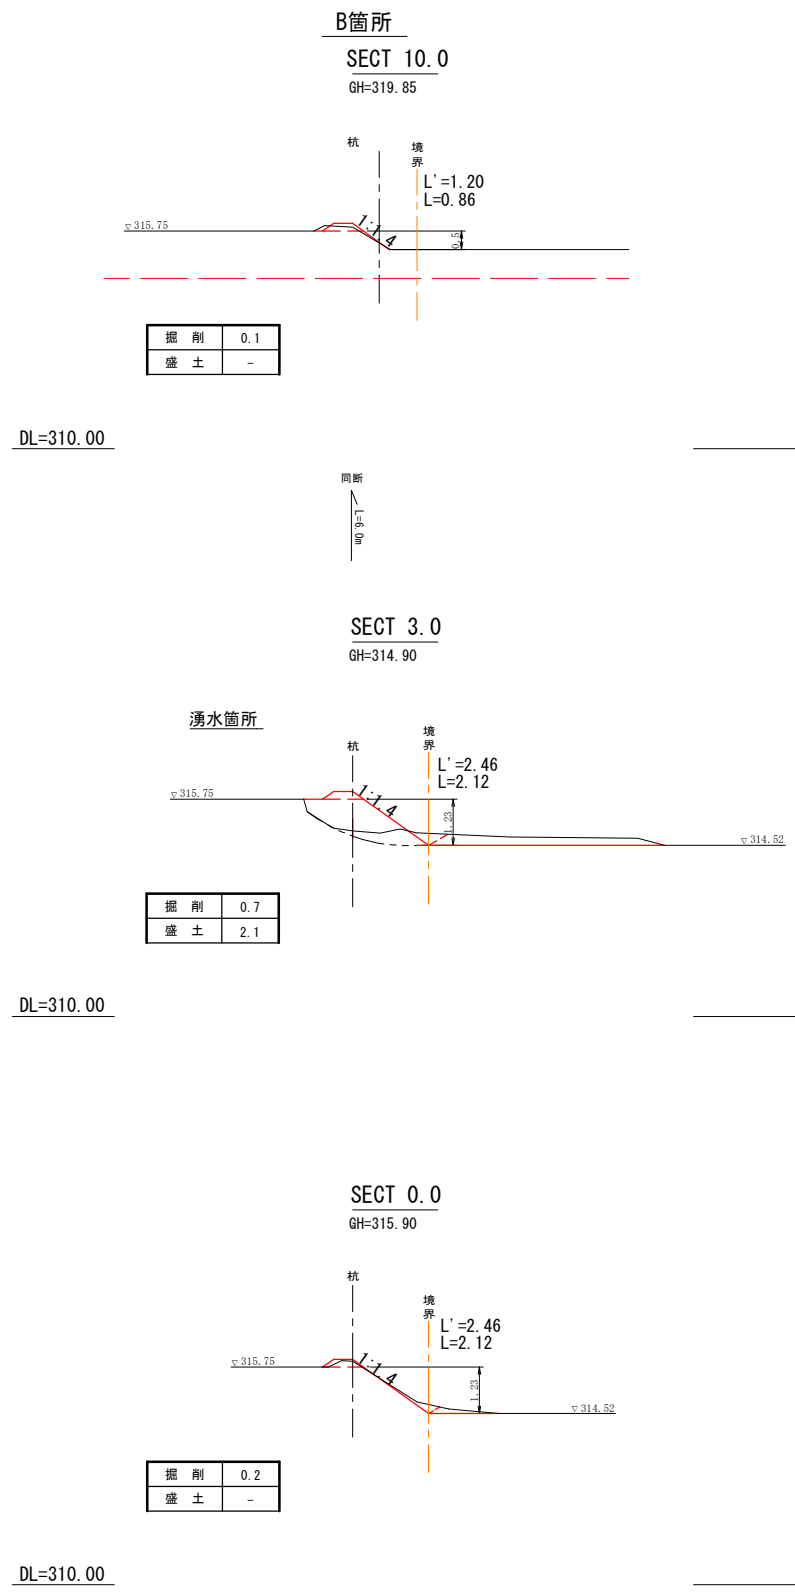 B箇所
SECT 10.0
GH=319.85
杭
境界
L'=1.20
L=0.86
▽315.75
1:1.4
0.5
掘 削 0.1
盛 土 -
DL=310.00
同断
L=6.0m
SECT 3.0
GH=314.90
湧水箇所
杭
境界
L'=2.46
L=2.12
▽315.75
1:1.4
1.23
▽314.52
掘 削 0.7
盛 土 2.1
DL=310.00
SECT 0.0
GH=315.90
杭
境界
L'=2.46
L=2.12
▽315.75
1:1.4
1.23
▽314.52
掘 削 0.2
盛 土 -
DL=310.00